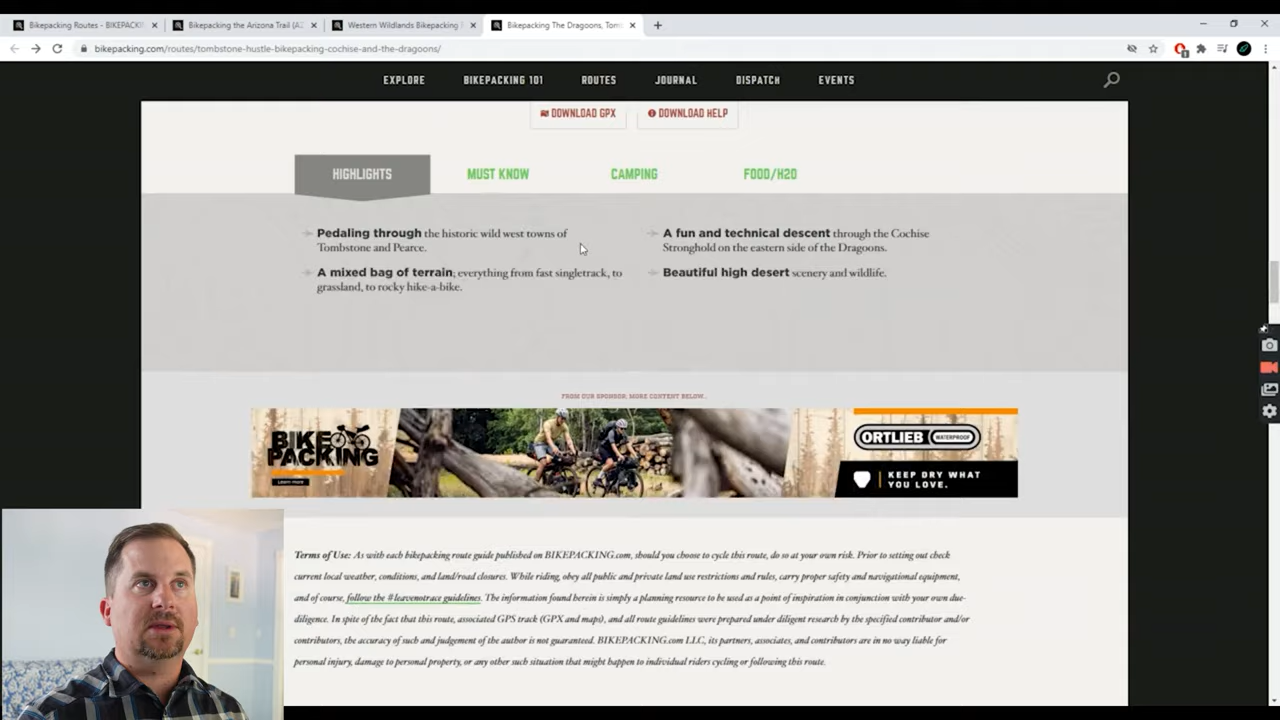 Bikepacking Routes - BIKEPACKIN
Bikepacking the Arizona Trail (AZ
Western Wildlands Bikepacking
Bikepacking The Dragoons, Tom
bikepacking.com/routes/tombstone-hustle-bikepacking-cochise-and-the-dragoons/
EXPLORE BIKEPACKING 101 ROUTES JOURNAL DISPATCH EVENTS
DOWNLOAD GPX DOWNLOAD HELP
HIGHLIGHTS MUST KNOW CAMPING FOOD/H2O
Pedaling through the historic wild west towns of
Tombstone and Pearce.
A mixed bag of terrain; everything from fast singletrack, to
grassland, to rocky hike-a-bike.
A fun and technical descent through the Cochise
Stronghold on the eastern side of the Dragoons.
Beautiful high desert scenery and wildlife.
FROM OUR SPONSOR; MORE CONTENT BELOW..
BIKE
PACKING
Learn more
ORTLIEB WATERPROOF
KEEP DRY WHAT
YOU LOVE.
Terms of Use: As with each bikepacking route guide published on BIKEPACKING.com, should you choose to cycle this route, do so at your own risk. Prior to setting out check
current local weather, conditions, and land/road closures. While riding, obey all public and private land use restrictions and rules, carry proper safety and navigational equipment,
and of course, follow the #leavenotrace guidelines. The information found herein is simply a planning resource to be used as a point of inspiration in conjunction with your own due-
diligence. In spite of the fact that this route, associated GPS track (GPX and maps), and all route guidelines were prepared under diligent research by the specified contributor and/or
contributors, the accuracy of such and judgement of the author is not guaranteed. BIKEPACKING.com LLC, its partners, associates, and contributors are in no way liable for
personal injury, damage to personal property, or any other such situation that might happen to individual riders cycling or following this route.